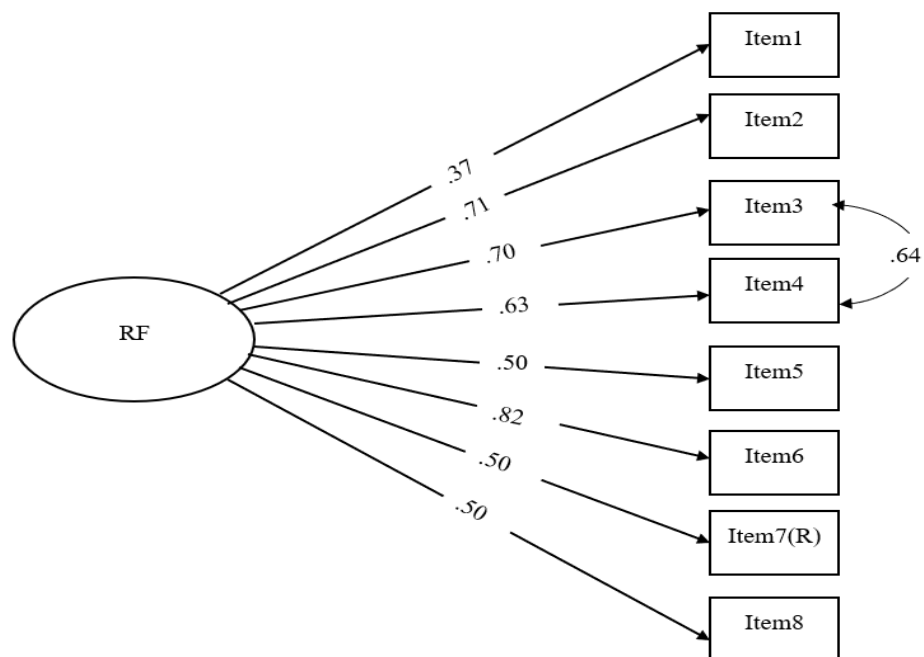 Item1
Item2
.37
.71
Item3
.70
.64
Item4
.63
RF
.50
Item5
.82
Item6
.50
.50
Item7(R)
Item8